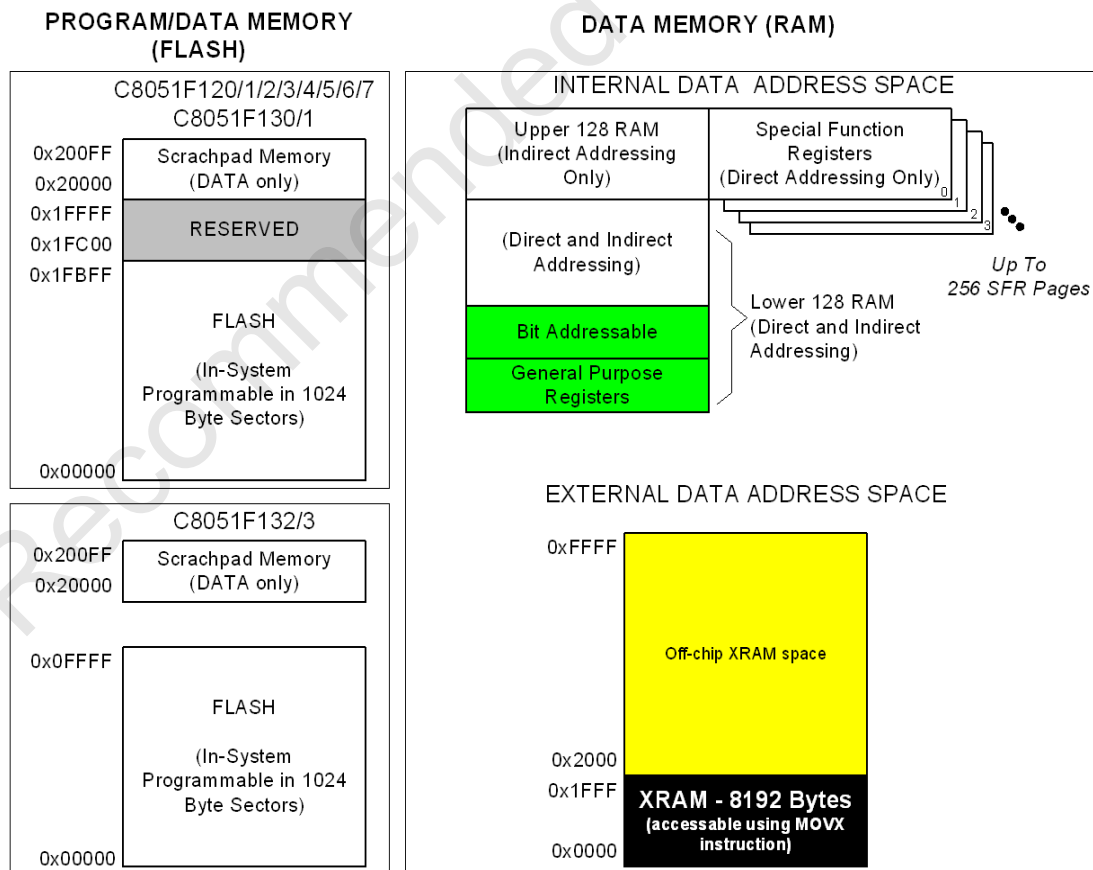 PROGRAM/DATA MEMORY
(FLASH)
C8051F120/1/2/3/4/5/6/7
C8051F130/1
0x200FF
0x20000
Scrachpad Memory
(DATA only)
0x1FFFF
0x1FC00
RESERVED
0x1FBFF
FLASH
(In-System
Programmable in 1024
Byte Sectors)
0x00000
C8051F132/3
0x200FF
0x20000
Scrachpad Memory
(DATA only)
0x0FFFF
FLASH
(In-System
Programmable in 1024
Byte Sectors)
0x00000
DATA MEMORY (RAM)
INTERNAL DATA ADDRESS SPACE
Upper 128 RAM
(Indirect Addressing
Only)
Special Function
Registers
(Direct Addressing Only)
0
1
2
3
Up To
256 SFR Pages
(Direct and Indirect
Addressing)
Bit Addressable
General Purpose
Registers
Lower 128 RAM
(Direct and Indirect
Addressing)
EXTERNAL DATA ADDRESS SPACE
0xFFFF
Off-chip XRAM space
0x2000
0x1FFF
0x0000
XRAM - 8192 Bytes
(accessable using MOVX
instruction)
Recommended